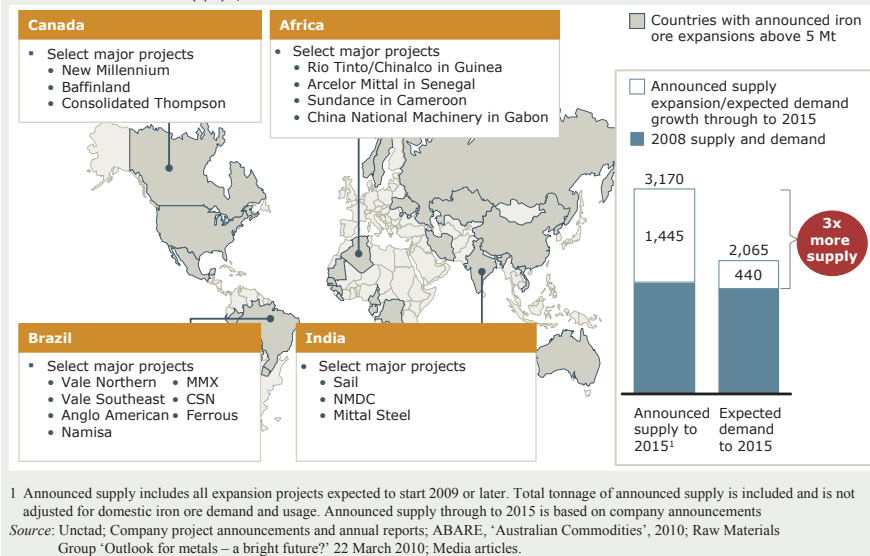 Canada
▪ Select major projects
• New Millennium
• Baffinland
• Consolidated Thompson
Africa
• Select major projects
• Rio Tinto/Chinalco in Guinea
• Arcelor Mittal in Senegal
• Sundance in Cameroon
• China National Machinery in Gabon
Countries with announced iron
ore expansions above 5 Mt
Announced supply
expansion/expected demand
growth through to 2015
2008 supply and demand
3,170
1,445
2,065
440
3x
more
supply
Announced
supply to
2015¹
Expected
demand
to 2015
Brazil
▪ Select major projects
• Vale Northern • MMX
• Vale Southeast • CSN
• Anglo American • Ferrous
• Namisa
India
• Select major projects
• Sail
• NMDC
• Mittal Steel
1 Announced supply includes all expansion projects expected to start 2009 or later. Total tonnage of announced supply is included and is not
adjusted for domestic iron ore demand and usage. Announced supply through to 2015 is based on company announcements
Source: Unctad; Company project announcements and annual reports; ABARE, ‘Australian Commodities’, 2010; Raw Materials
Group ‘Outlook for metals – a bright future?’ 22 March 2010; Media articles.